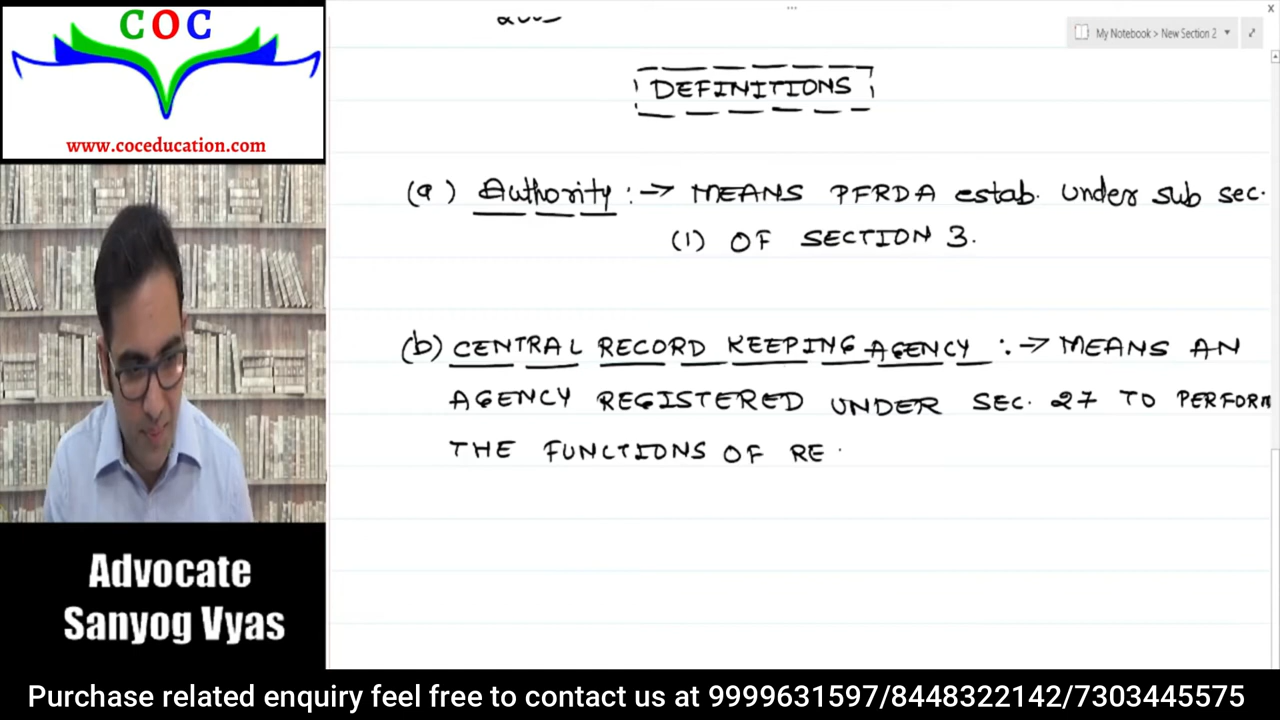 COC
www.coceducation.com
My Notebook > New Section 2
DEFINITIONS
(a) Authority :→ MEANS PFRDA estab. under sub sec.
(1) OF SECTION 3.
(b) CENTRAL RECORD KEEPING AGENCY :→ MEANS AN
AGENCY REGISTERED UNDER SEC. 27 TO PERFORM
THE FUNCTIONS OF RE
Advocate
Sanyog Vyas
Purchase related enquiry feel free to contact us at 9999631597/8448322142/7303445575